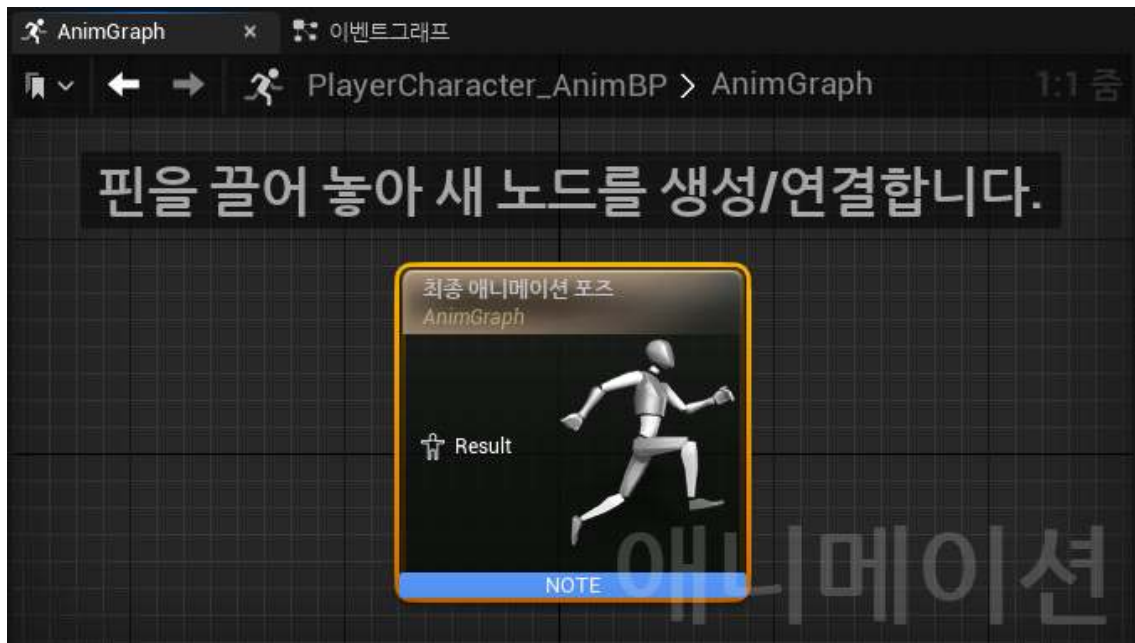 AnimGraph × 이벤트그래프
PlayerCharacter_AnimBP > AnimGraph 1:1 줌
핀을 끌어 놓아 새 노드를 생성/연결합니다.
최종 애니메이션 포즈
AnimGraph
Result
NOTE
애니메이션